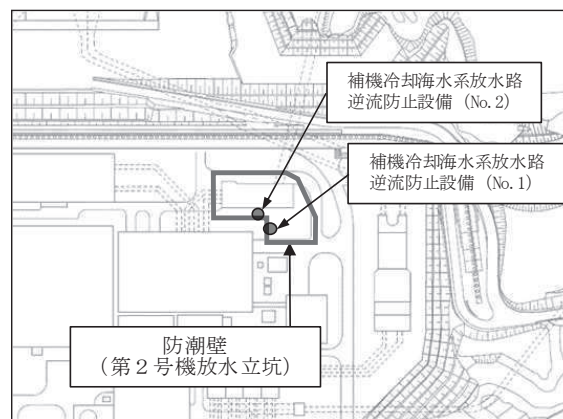 補機冷却海水系放水路
逆流防止設備（No.2）
補機冷却海水系放水路
逆流防止設備（No.1）
防潮壁
（第２号機放水立坑）